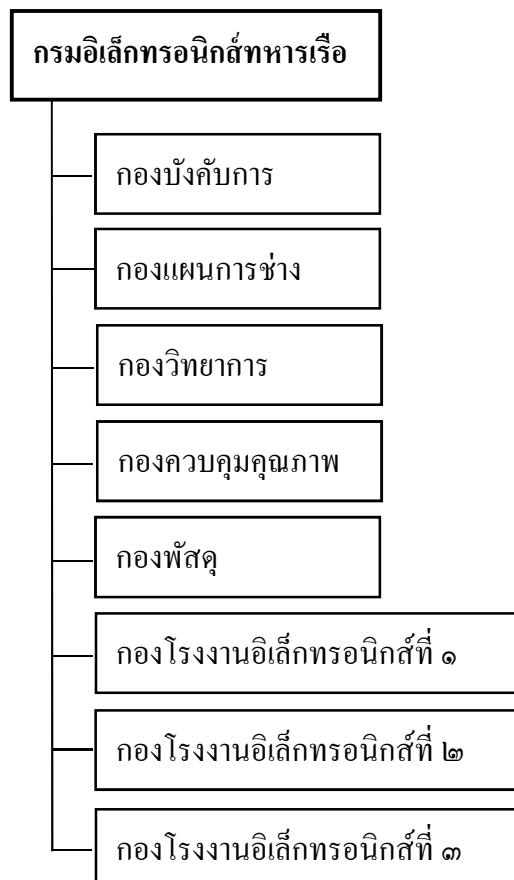 กรมอิเล็กทรอนิกส์ทหารเรือ
กองบังคับการ
กองแผนการช่าง
กองวิทยาการ
กองควบคุมคุณภาพ
กองพัสดุ
กองโรงงานอิเล็กทรอนิกส์ที่ ๑
กองโรงงานอิเล็กทรอนิกส์ที่ ๒
กองโรงงานอิเล็กทรอนิกส์ที่ ๓